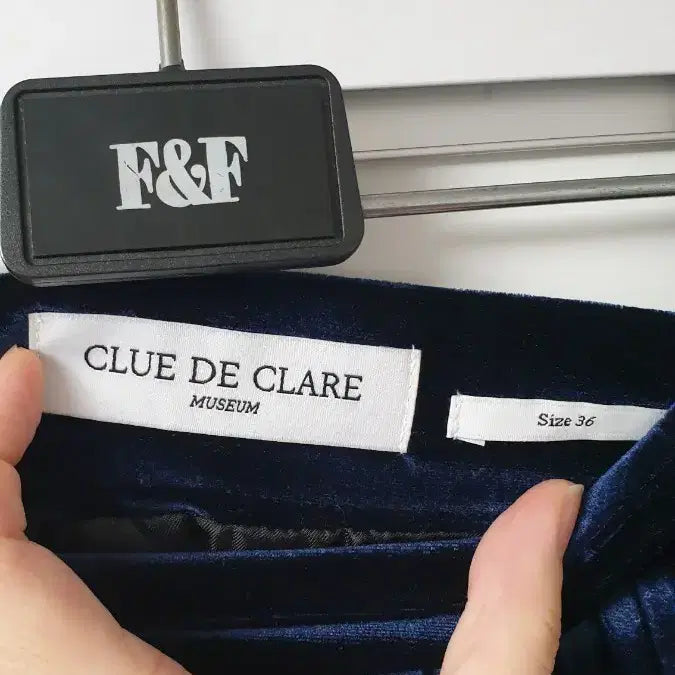 F&F
CLUE DE CLARE
MUSEUM
Size 36